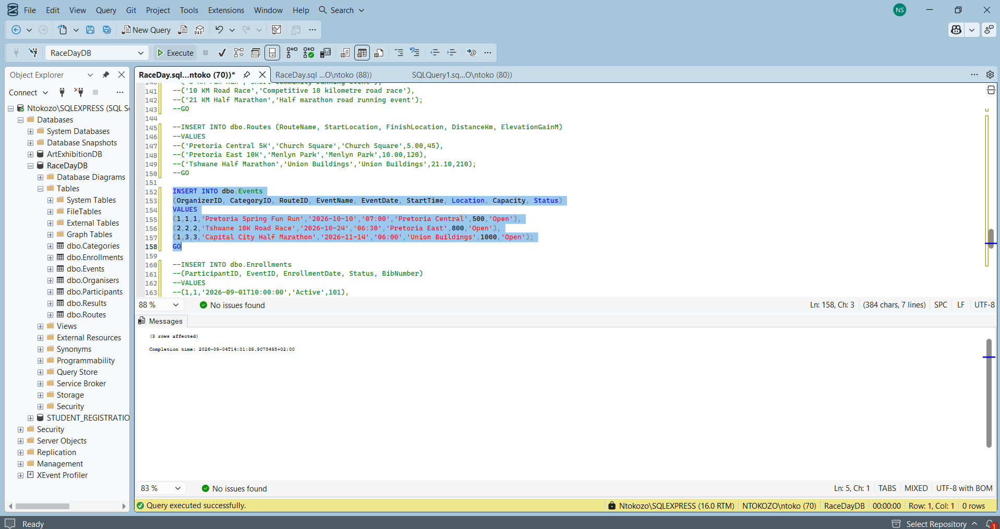 File Edit View Query Git Project Tools Extensions Window Help Search NS
New Query DAX
RaceDayDB Execute
Object Explorer
Connect
Ntokozo\SQLEXPRESS (SQL S
Databases
System Databases
Database Snapshots
ArtExhibitionDB
RaceDayDB
Database Diagrams
Tables
System Tables
FileTables
External Tables
Graph Tables
dbo.Categories
dbo.Enrollments
dbo.Events
dbo.Organisers
dbo.Participants
dbo.Results
dbo.Routes
Views
External Resources
Synonyms
Programmability
Query Store
Service Broker
Storage
Security
STUDENT_REGISTRATIO
Security
Server Objects
Replication
Management
XEvent Profiler
RaceDay.sql...ntoko (70))* RaceDay.sql ...O\ntoko (88)) SQLQuery1.sq...O\ntoko (80))
141 --('10 KM Road Race','Competitive 10 kilometre road race'),
142 --('21 KM Half Marathon','Half marathon road running event');
143 --GO
144
145 --INSERT INTO dbo.Routes (RouteName, StartLocation, FinishLocation, DistanceKm, ElevationGainM)
146 --VALUES
147 --('Pretoria Central 5K','Church Square','Church Square',5.00,45),
148 --('Pretoria East 10K','Menlyn Park','Menlyn Park',10.00,120),
149 --('Tshwane Half Marathon','Union Buildings','Union Buildings',21.10,210);
150 --GO
151
152 INSERT INTO dbo.Events
153 (OrganizerID, CategoryID, RouteID, EventName, EventDate, StartTime, Location, Capacity, Status)
154 VALUES
155 (1,1,1,'Pretoria Spring Fun Run','2026-10-10','07:00','Pretoria Central',500,'Open'),
156 (2,2,2,'Tshwane 10K Road Race','2026-10-24','06:30','Pretoria East',800,'Open'),
157 (1,3,3,'Capital City Half Marathon','2026-11-14','06:00','Union Buildings',1000,'Open');
158 GO
159
160 --INSERT INTO dbo.Enrollments
161 --(ParticipantID, EventID, EnrollmentDate, Status, BibNumber)
162 --VALUES
163 --(1,1,'2026-09-01T10:00:00','Active',101),
88 % No issues found Ln: 158, Ch: 3 (384 chars, 7 lines) SPC LF UTF-8
Messages
(3 rows affected)
Completion time: 2026-09-04T14:01:39.9075495+02:00
83 % No issues found Ln: 5, Ch: 1 TABS MIXED UTF-8 with BOM
Query executed successfully. Ntokozo\SQLEXPRESS (16.0 RTM) NTOKOZO\ntoko (70) RaceDayDB 00:00:00 Row: 1, Col: 1 0 rows
Ready Select Repository 1